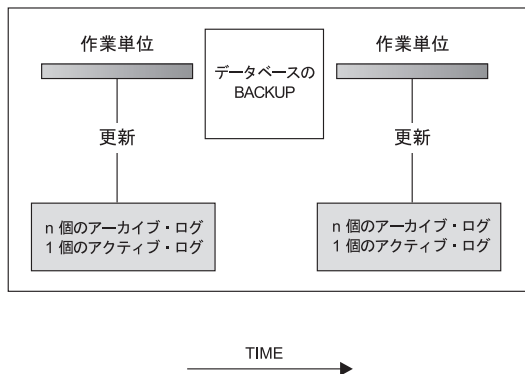 作業単位
データベースの
BACKUP
作業単位
更新
更新
n 個のアーカイブ・ログ
1 個のアクティブ・ログ
n 個のアーカイブ・ログ
1 個のアクティブ・ログ
TIME